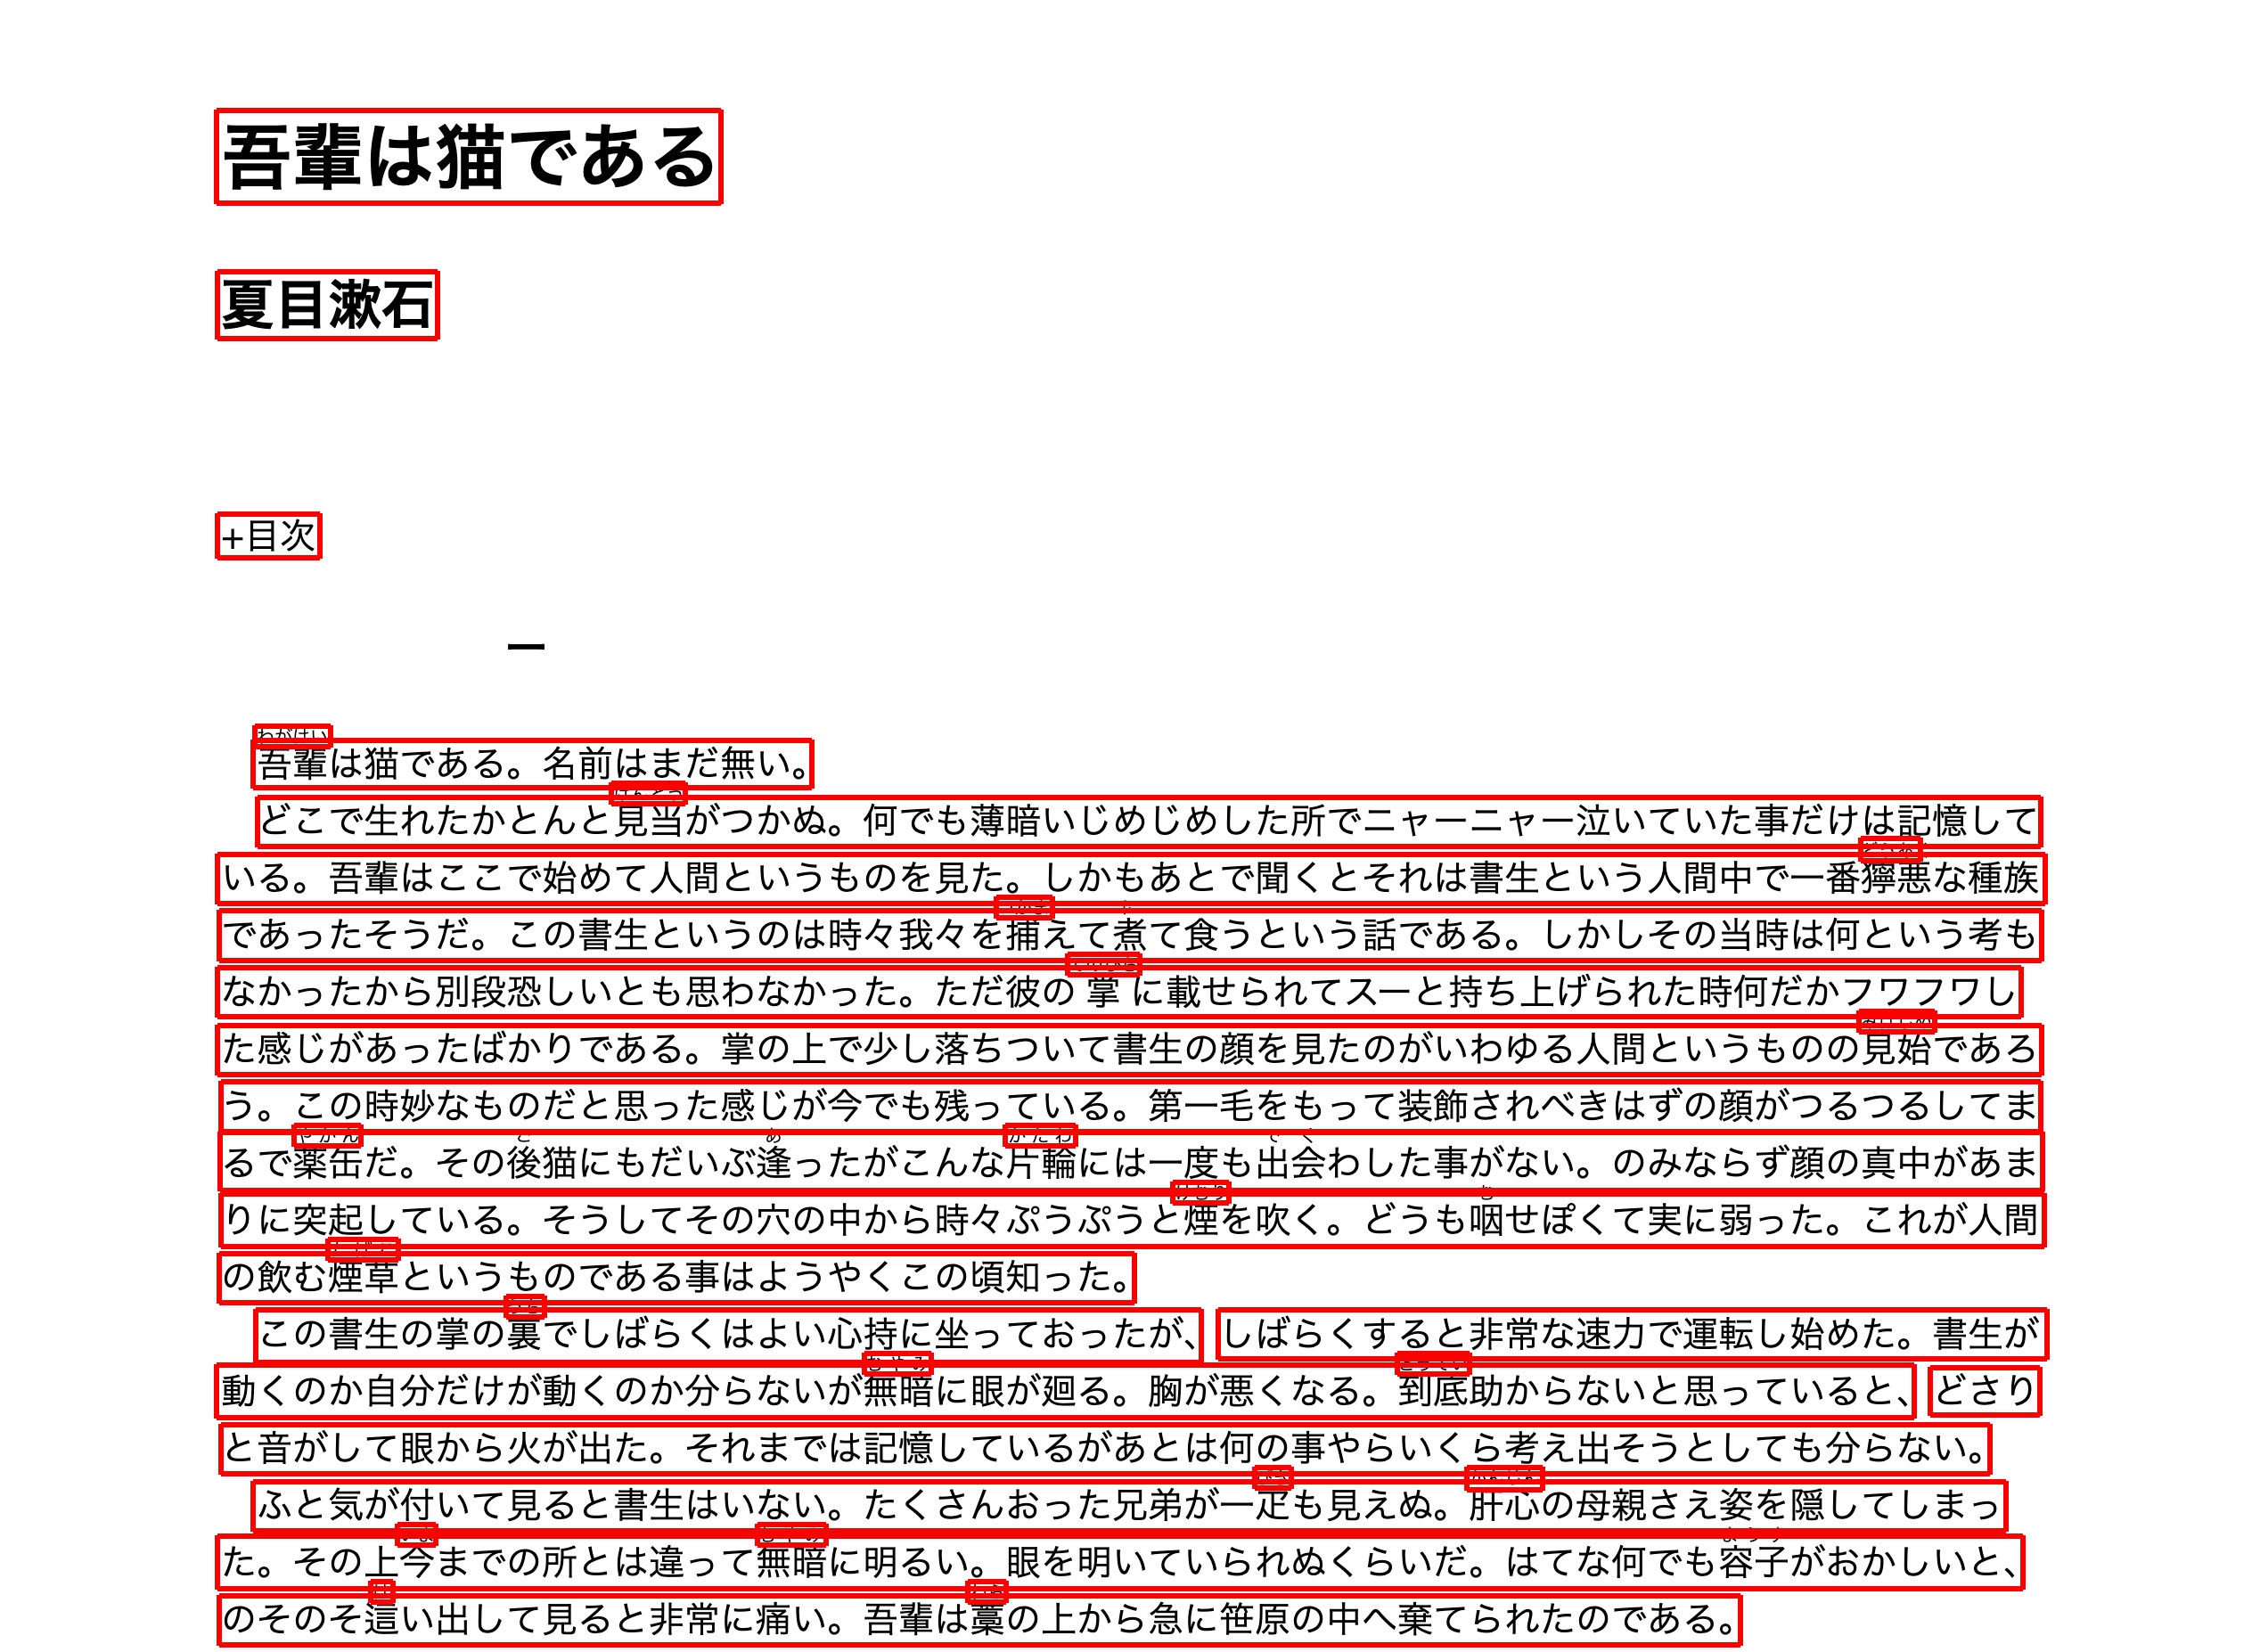 吾輩は猫である
夏目漱石
+目次
一
わがはい
吾輩は猫である。名前はまだ無い。
けんとう
どこで生れたかとんと見当がつかぬ。何でも薄暗いじめじめした所でニャーニャー泣いていた事だけは記憶して
いる。吾輩はここで始めて人間というものを見た。しかもあとで聞くとそれは書生という人間中で一番獰悪な種族
であったそうだ。この書生というのは時々我々を捕えて煮て食うという話である。しかしその当時は何という考も
なかったから別段恐しいとも思わなかった。ただ彼の掌に載せられてスーと持ち上げられた時何だかフワフワし
た感じがあったばかりである。掌の上で少し落ちついて書生の顔を見たのがいわゆる人間というものの見始であろ
う。この時妙なものだと思った感じが今でも残っている。第一毛をもって装飾されべきはずの顔がつるつるしてま
やかん ご あ かたわ で く
るで薬缶だ。その後猫にもだいぶ逢ったがこんな片輪には一度も出会わした事がない。のみならず顔の真中があま
けむり む
りに突起している。そうしてその穴の中から時々ぷうぷうと煙を吹く。どうも咽せぽくて実に弱った。これが人間
の飲む煙草というものである事はようやくこの頃知った。
この書生の掌の裏でしばらくはよい心持に坐っておったが、しばらくすると非常な速力で運転し始めた。書生が
むやみ とうてい
動くのか自分だけが動くのか分らないが無暗に眼が廻る。胸が悪くなる。到底助からないと思っていると、どさり
と音がして眼から火が出た。それまでは記憶しているがあとは何の事やらいくら考え出そうとしても分らない。
ふと気が付いて見ると書生はいない。たくさんおった兄弟が一疋も見えぬ。肝心の母親さえ姿を隠してしまっ
た。その上今までの所とは違って無暗に明るい。眼を明いていられぬくらいだ。はてな何でも容子がおかしいと、
のそのそ這い出して見ると非常に痛い。吾輩は藁の上から急に笹原の中へ棄てられたのである。